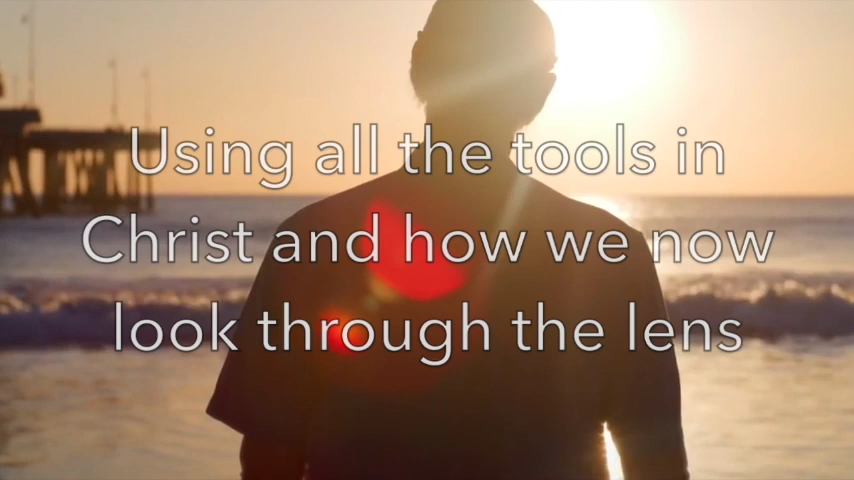 Using all the tools in
Christ and how we now
look through the lens